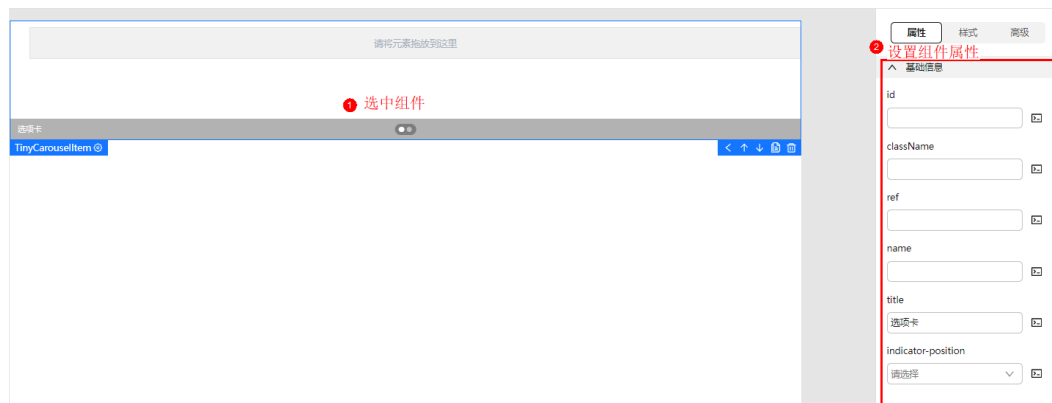 请将元素拖放到这里
1 选中组件
选项卡
TinyCarouselItem
属性 样式 高级
2 设置组件属性
基础信息
id
className
ref
name
title
选项卡
indicator-position
请选择